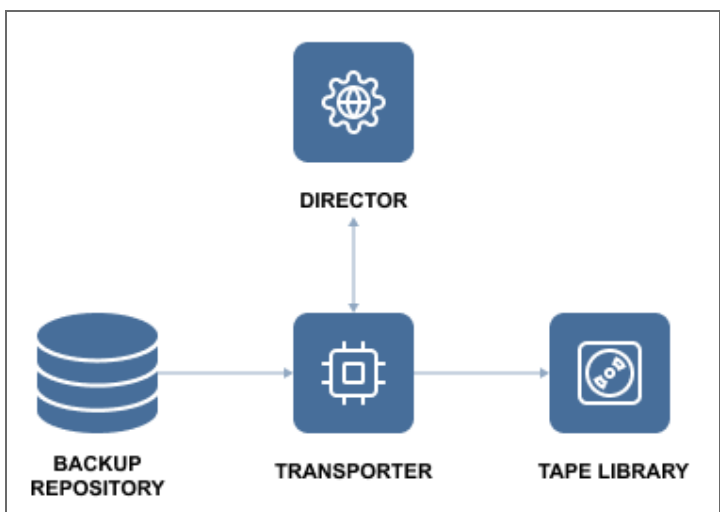 DIRECTOR
BACKUP
REPOSITORY
TRANSPORTER
TAPE LIBRARY